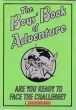 The Boys' Book of
Adventure
ARE YOU READY TO
FACE THE CHALLENGE?